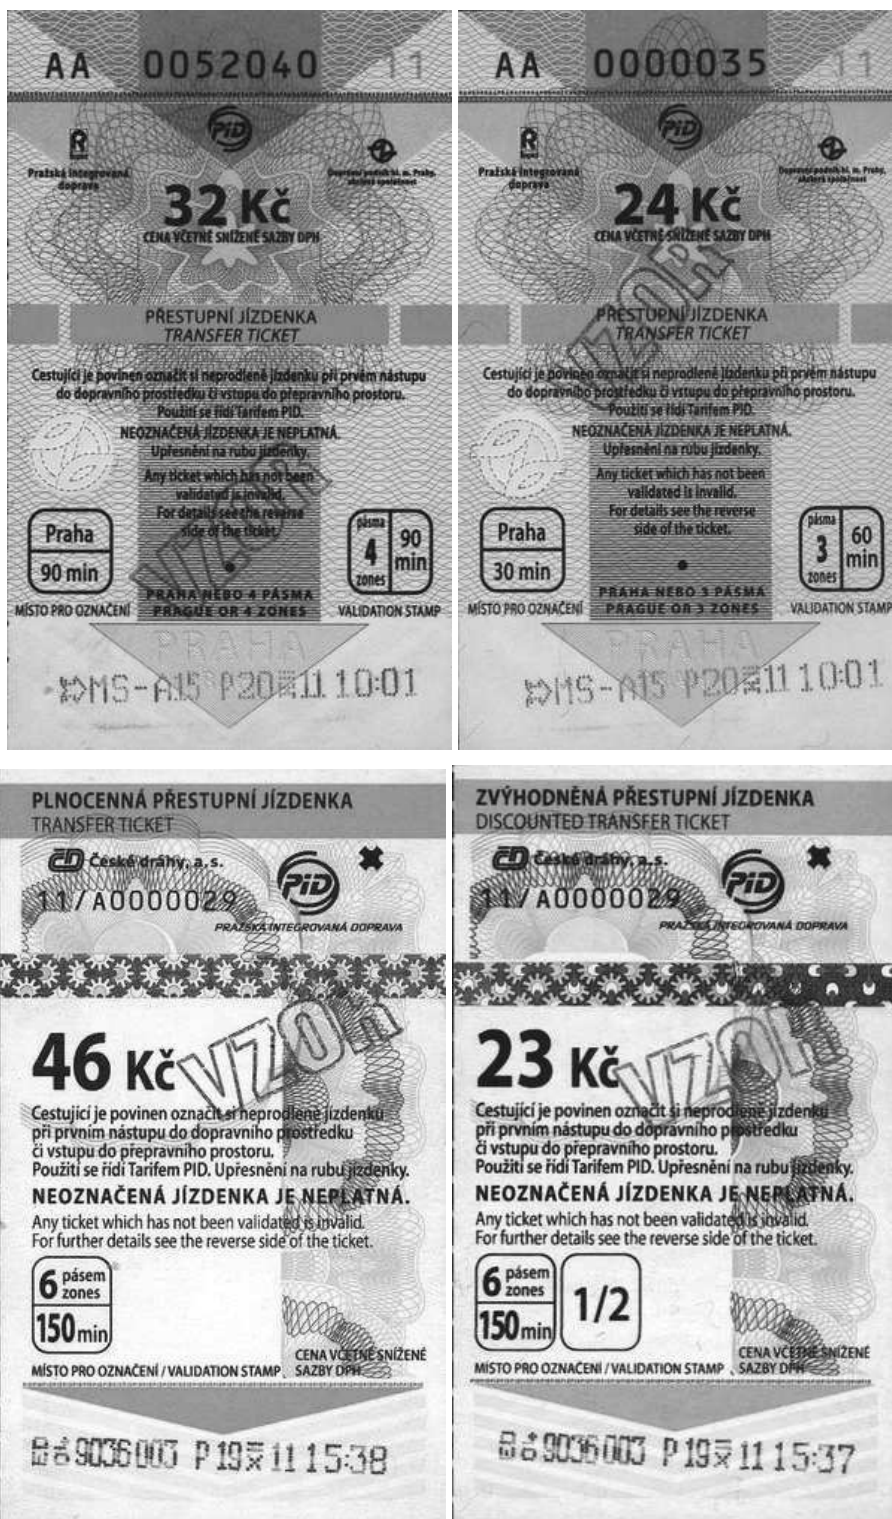 AA 0052040 11
PID
Pražská integrovaná
doprava
Dopravní podnik hl. m. Prahy,
akciová společnost
32 Kč
CENA VČETNĚ SNÍŽENÉ SAZBY DPH
PŘESTUPNÍ JÍZDENKA
TRANSFER TICKET
Cestující je povinen označit si neprodleně jízdenku při prvém nástupu
do dopravního prostředku či vstupu do přepravního prostoru.
Použití se řídí Tarifem PID.
NEOZNAČENÁ JÍZDENKA JE NEPLATNÁ.
Upřesnění na rubu jízdenky.
Any ticket which has not been
validated is invalid.
For details see the reverse
side of the ticket.
VZOR
Praha
90 min
pásma
4
zones
90
min
PRAHA NEBO 4 PÁSMA
PRAGUE OR 4 ZONES
MÍSTO PRO OZNAČENÍ
VALIDATION STAMP
PRAHA
MS-A15 P20 11 10:01
AA 0000035 11
PID
Pražská integrovaná
doprava
Dopravní podnik hl. m. Prahy,
akciová společnost
24 Kč
CENA VČETNĚ SNÍŽENÉ SAZBY DPH
VZOR
PŘESTUPNÍ JÍZDENKA
TRANSFER TICKET
Cestující je povinen označit si neprodleně jízdenku při prvém nástupu
do dopravního prostředku či vstupu do přepravního prostoru.
Použití se řídí Tarifem PID.
NEOZNAČENÁ JÍZDENKA JE NEPLATNÁ.
Upřesnění na rubu jízdenky.
Any ticket which has not been
validated is invalid.
For details see the reverse
side of the ticket.
Praha
30 min
pásma
3
zones
60
min
PRAHA NEBO 3 PÁSMA
PRAGUE OR 3 ZONES
MÍSTO PRO OZNAČENÍ
VALIDATION STAMP
PRAHA
MS-A15 P20 11 10:01
PLNOCENNÁ PŘESTUPNÍ JÍZDENKA
TRANSFER TICKET
ČD České dráhy, a.s.
PID
11/A0000029
PRAŽSKÁ INTEGROVANÁ DOPRAVA
46 Kč
VZOR
Cestující je povinen označit si neprodleně jízdenku
při prvním nástupu do dopravního prostředku
či vstupu do přepravního prostoru.
Použití se řídí Tarifem PID. Upřesnění na rubu jízdenky.
NEOZNAČENÁ JÍZDENKA JE NEPLATNÁ.
Any ticket which has not been validated is invalid.
For further details see the reverse side of the ticket.
6 pásem
zones
150 min
CENA VČETNĚ SNÍŽENÉ
SAZBY DPH
MÍSTO PRO OZNAČENÍ / VALIDATION STAMP
9036003 P 19 11 15:38
ZVÝHODNĚNÁ PŘESTUPNÍ JÍZDENKA
DISCOUNTED TRANSFER TICKET
ČD České dráhy, a.s.
PID
11/A0000029
PRAŽSKÁ INTEGROVANÁ DOPRAVA
23 Kč
VZOR
Cestující je povinen označit si neprodleně jízdenku
při prvním nástupu do dopravního prostředku
či vstupu do přepravního prostoru.
Použití se řídí Tarifem PID. Upřesnění na rubu jízdenky.
NEOZNAČENÁ JÍZDENKA JE NEPLATNÁ.
Any ticket which has not been validated is invalid.
For further details see the reverse side of the ticket.
6 pásem
zones
150 min
1/2
CENA VČETNĚ SNÍŽENÉ
SAZBY DPH
MÍSTO PRO OZNAČENÍ / VALIDATION STAMP
9036003 P 19 11 15:37